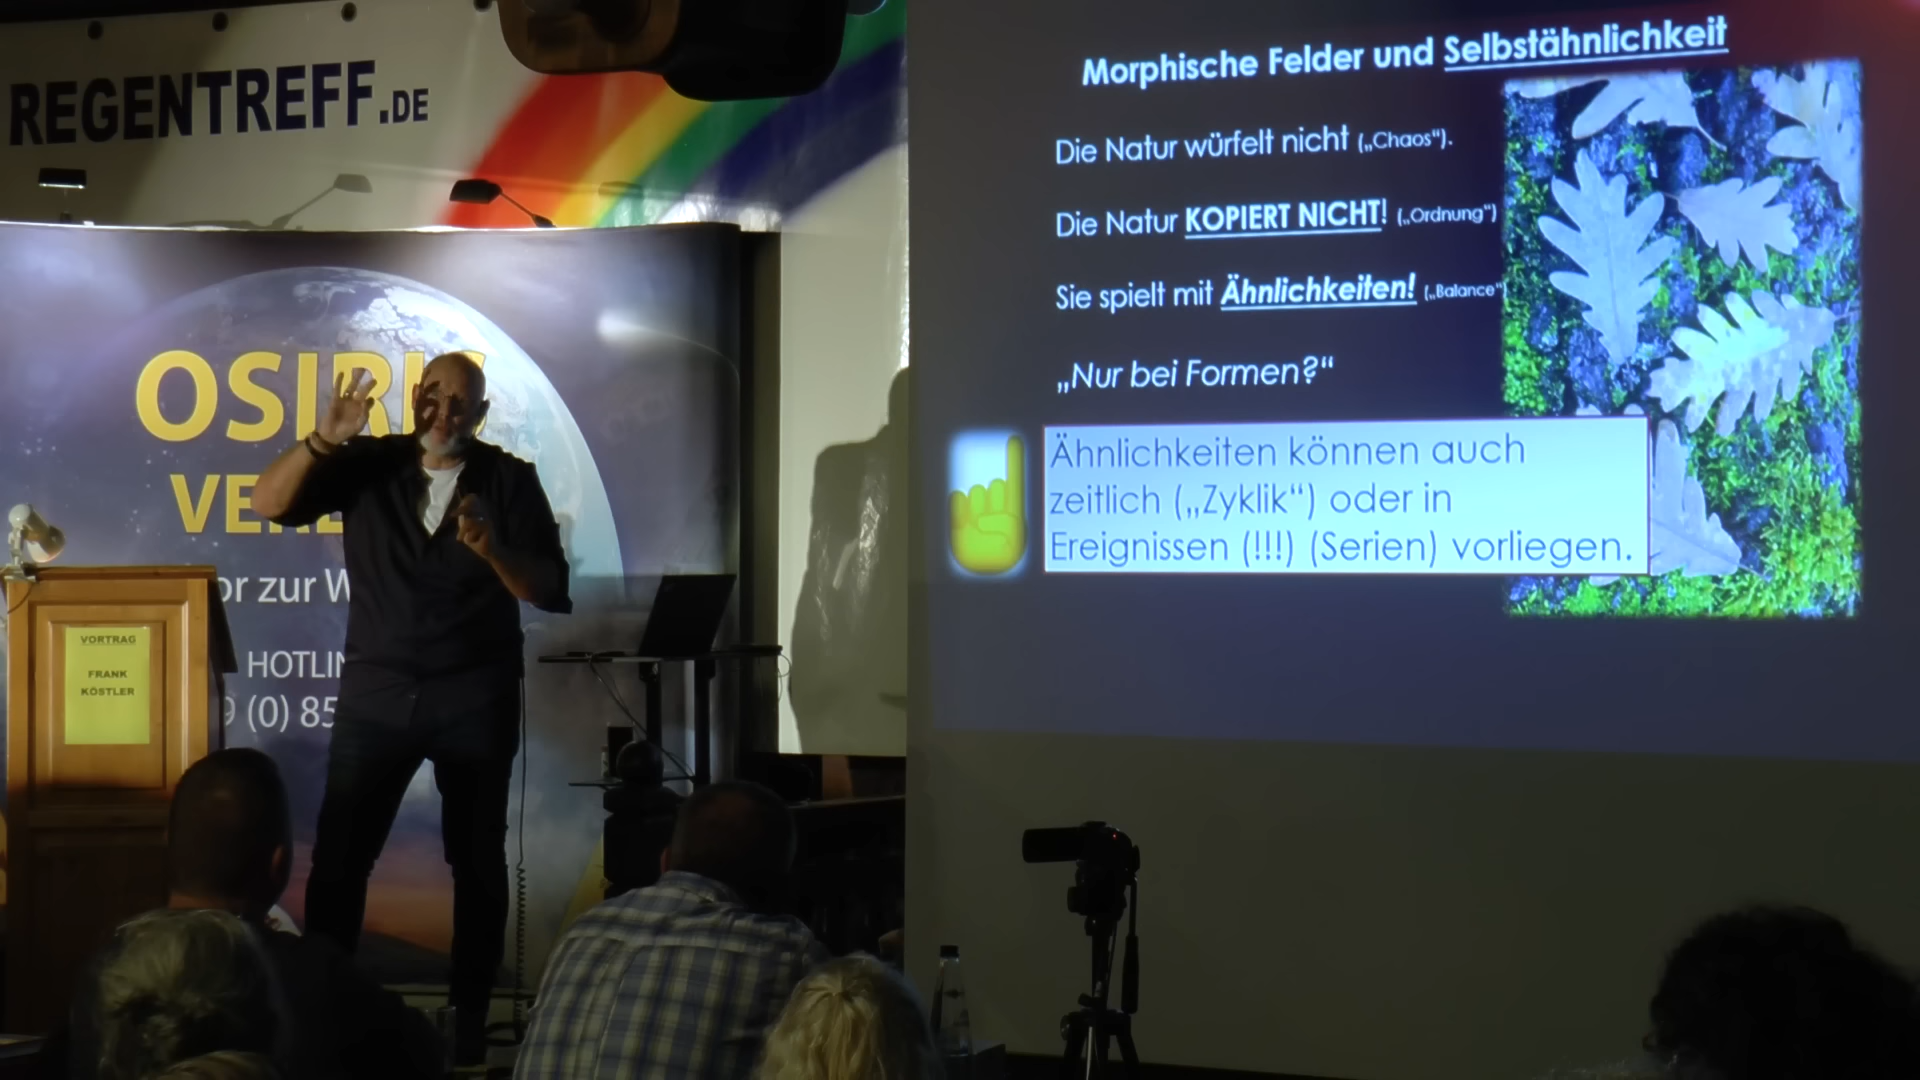 REGENTREFF.DE
OSIRIS
or zur W
HOTLIN
9 (0) 85
VORTRAG
FRANK
KÖSTLER
Morphische Felder und Selbstähnlichkeit
Die Natur würfelt nicht („Chaos“).
Die Natur KOPIERT NICHT! („Ordnung“)
Sie spielt mit Ähnlichkeiten! („Balance“
„Nur bei Formen?“
Ähnlichkeiten können auch
zeitlich („Zyklik“) oder in
Ereignissen (!!!) (Serien) vorliegen.